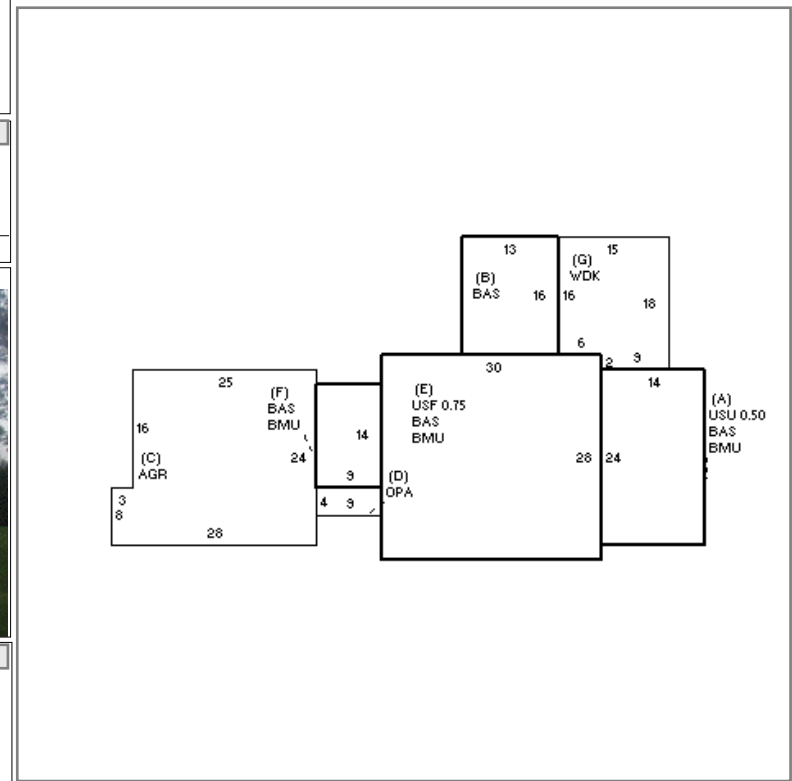 13
(B)
BAS
16
(G)
WDK
15
16
18
6
2
9
30
14
25
(F)
BAS
BMU
16
24
(C)
AGR
3
8
28
14
9
4
9
(D)
OPA
(E)
USF 0.75
BAS
BMU
28
24
(A)
USU 0.50
BAS
BMU